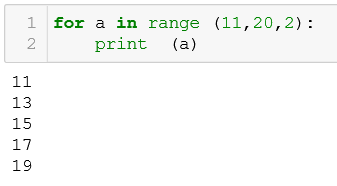 1 for a in range (11,20,2):
2     print  (a)
11
13
15
17
19